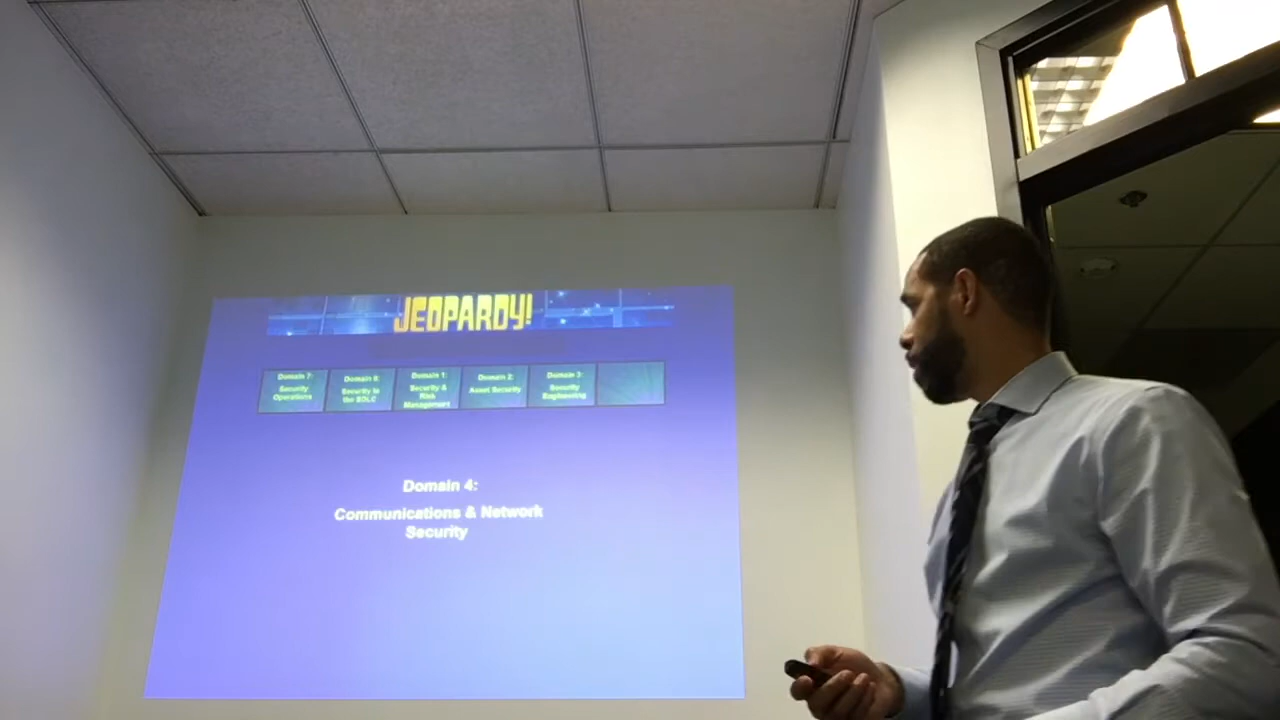 JEOPARDY!
Domain 7:
Security
Operations
Domain 8:
Security in
the SDLC
Domain 1:
Security &
Risk
Management
Domain 2:
Asset Security
Domain 3:
Security
Engineering
Domain 4:
Communications & Network
Security